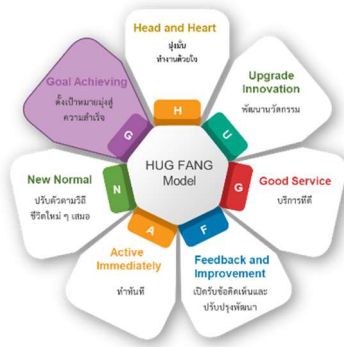 Head and Heart
มุ่งมั่น
ทำงานด้วยใจ
H
Upgrade
Innovation
พัฒนานวัตกรรม
U
Good Service
บริการที่ดี
G
Feedback and
Improvement
เปิดรับข้อคิดเห็นและ
ปรับปรุงพัฒนา
F
Active
Immediately
ทำทันที
A
New Normal
ปรับตัวตามวิถี
ชีวิตใหม่ ๆ เสมอ
N
Goal Achieving
ตั้งเป้าหมายมุ่งสู่
ความสำเร็จ
G
HUG FANG
Model